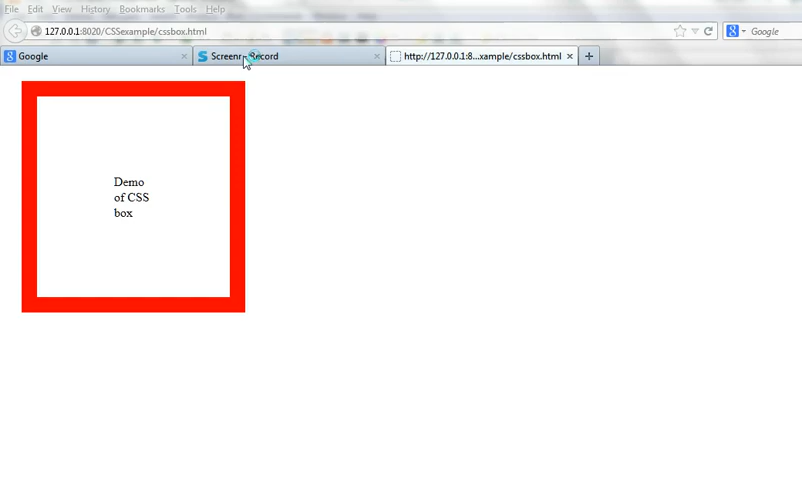 File Edit View History Bookmarks Tools Help
127.0.0.1:8020/CSSexample/cssbox.html
Google
Google
Screenr Record
http://127.0.0.1:8...xample/cssbox.html
Demo
of CSS
box